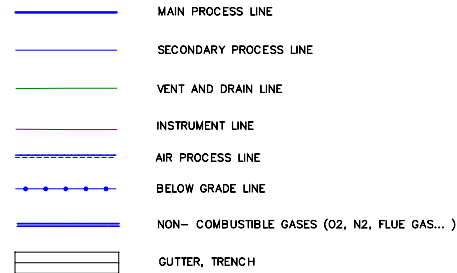 MAIN PROCESS LINE
SECONDARY PROCESS LINE
VENT AND DRAIN LINE
INSTRUMENT LINE
AIR PROCESS LINE
BELOW GRADE LINE
NON- COMBUSTIBLE GASES (O2, N2, FLUE GAS... )
GUTTER, TRENCH